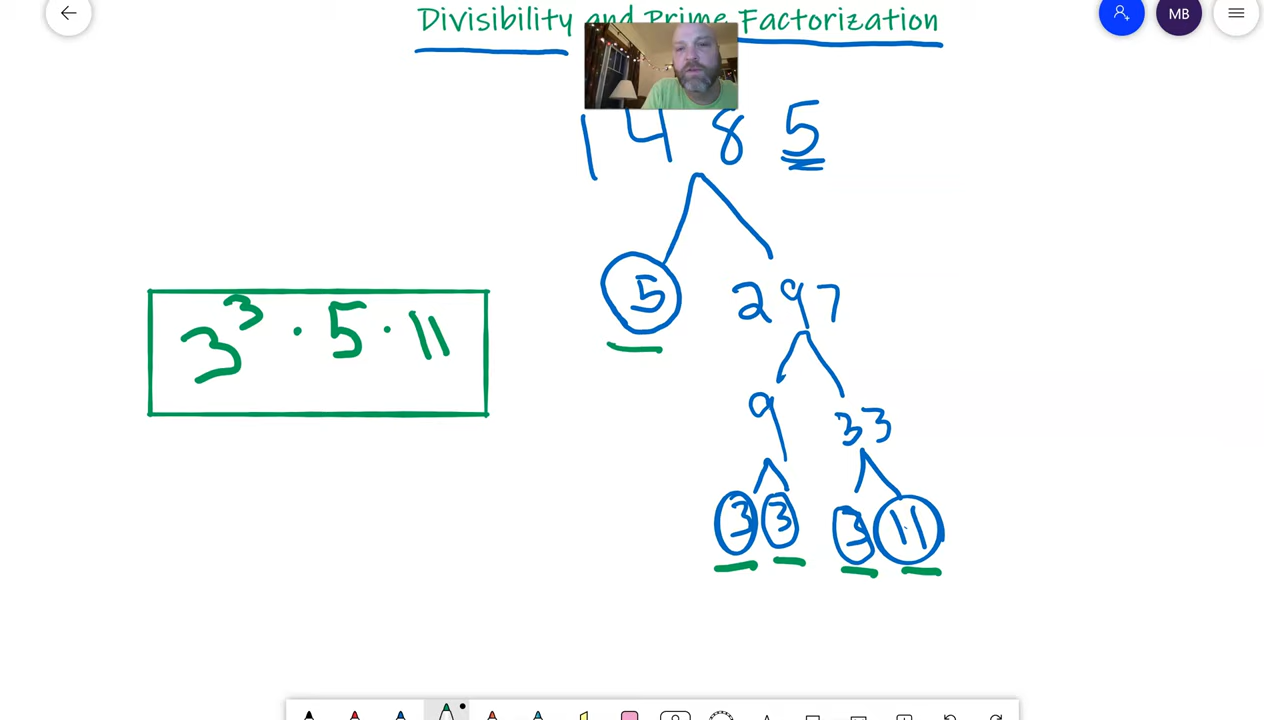 Divisibility and Prime Factorization
MB
1485
5 297
3³ · 5 · 11
9 33
3 3 3 11